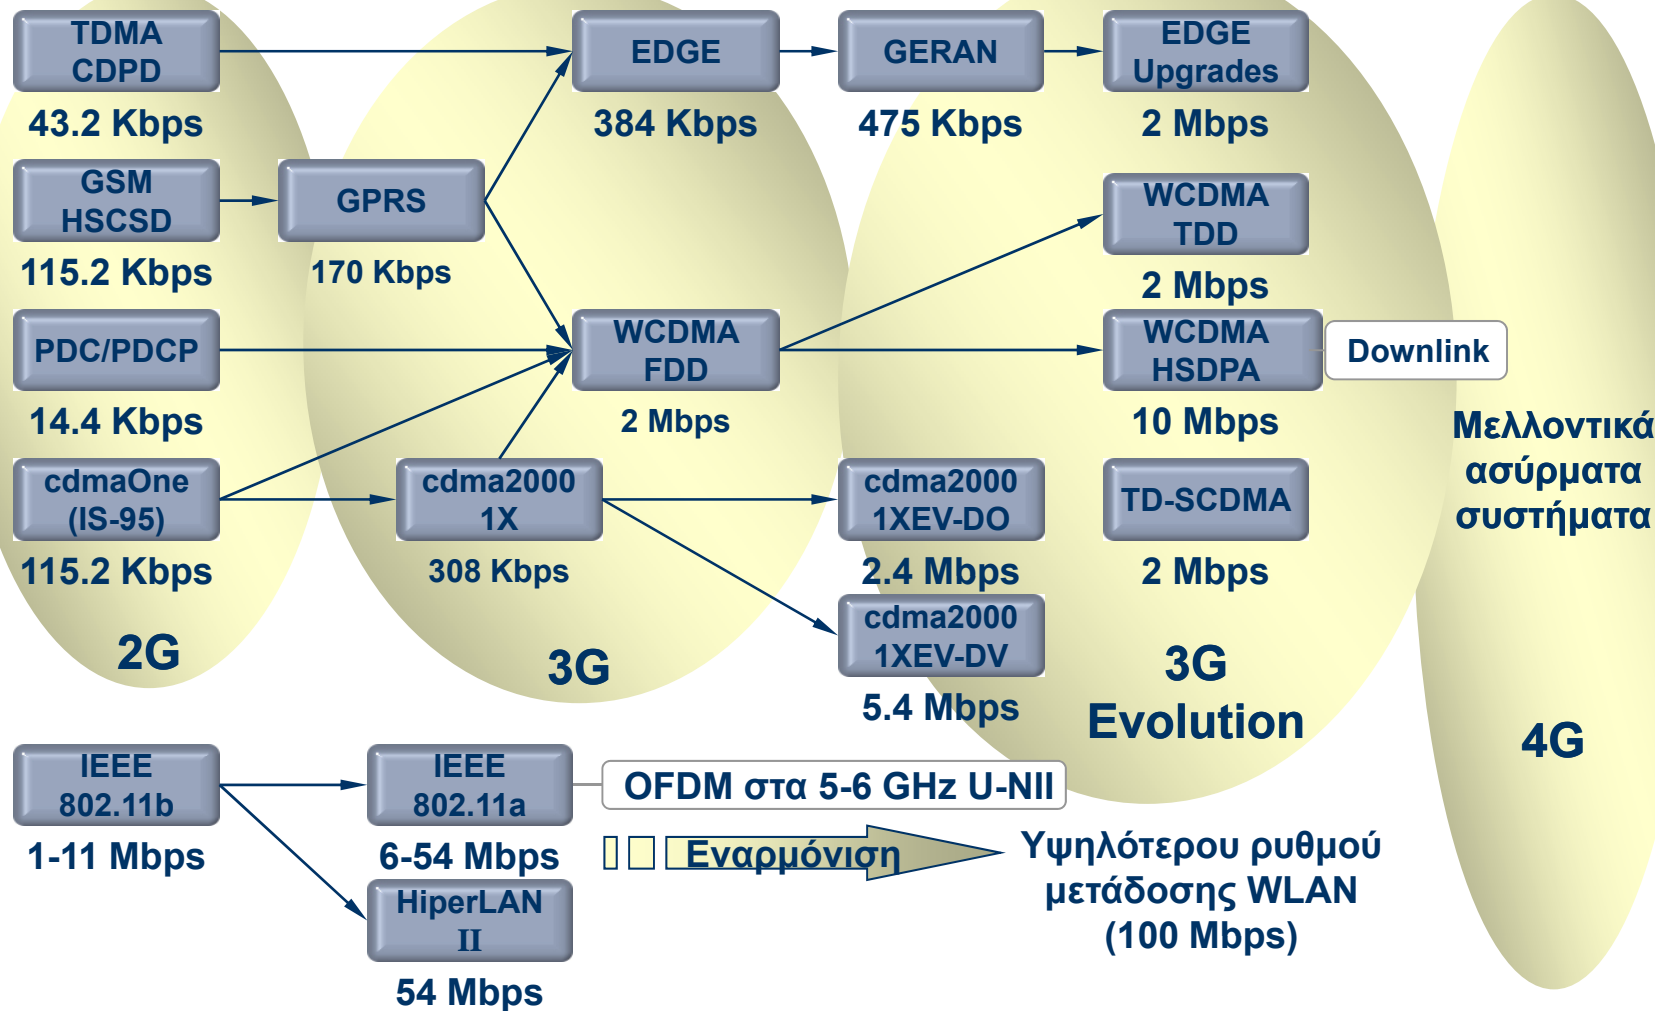 TDMA
CDPD
43.2 Kbps
EDGE
384 Kbps
GERAN
475 Kbps
EDGE
Upgrades
2 Mbps
GSM
HSCSD
115.2 Kbps
GPRS
170 Kbps
WCDMA
TDD
2 Mbps
PDC/PDCP
14.4 Kbps
WCDMA
FDD
2 Mbps
WCDMA
HSDPA
10 Mbps
Downlink
Μελλοντικά
ασύρματα
συστήματα
cdmaOne
(IS-95)
115.2 Kbps
cdma2000
1X
308 Kbps
cdma2000
1XEV-DO
2.4 Mbps
TD-SCDMA
2 Mbps
cdma2000
1XEV-DV
5.4 Mbps
2G
3G
3G
Evolution
4G
IEEE
802.11b
1-11 Mbps
IEEE
802.11a
6-54 Mbps
OFDM στα 5-6 GHz U-NII
Εναρμόνιση
Υψηλότερου ρυθμού
μετάδοσης WLAN
(100 Mbps)
HiperLAN
II
54 Mbps